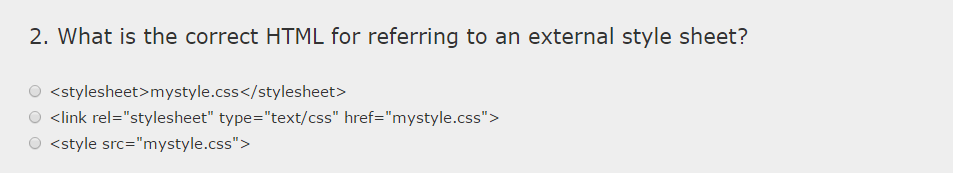 2. What is the correct HTML for referring to an external style sheet?
<stylesheet>mystyle.css</stylesheet>
<link rel="stylesheet" type="text/css" href="mystyle.css">
<style src="mystyle.css">